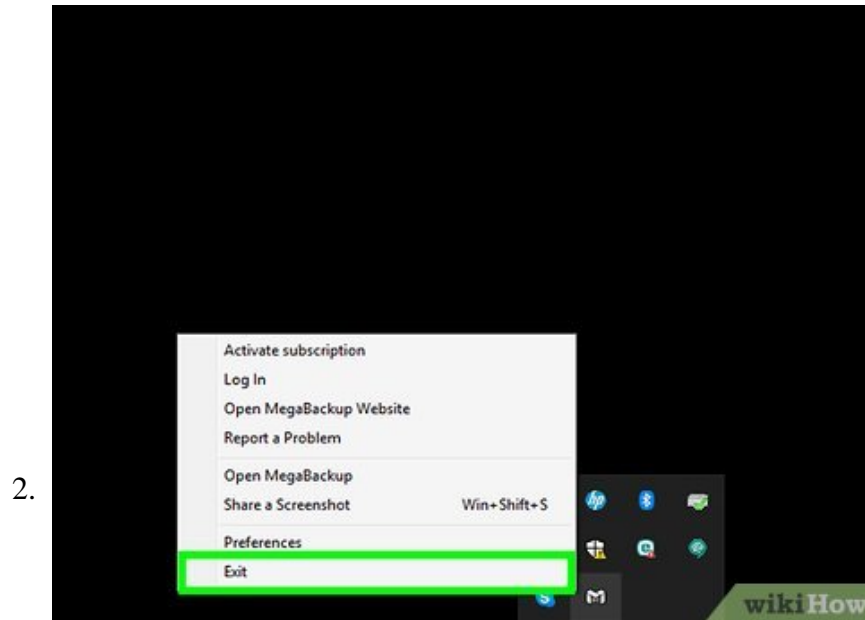 Activate subscription
Log In
Open MegaBackup Website
Report a Problem
Open MegaBackup
2.
Share a Screenshot Win+Shift+S
Preferences
Exit
hp
wikiHow